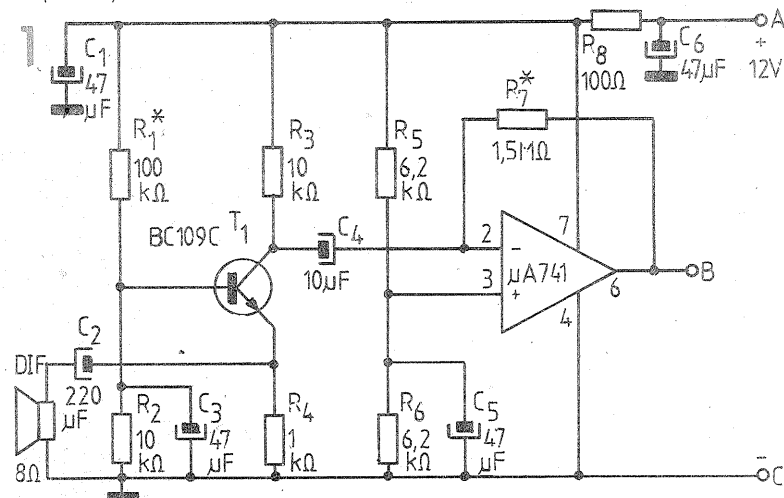 1
C1
47
µF
R1*
100
kΩ
R3
10
kΩ
R5
6,2
kΩ
R8
100Ω
C6
47µF
A
+
12V
R7*
1,5MΩ
BC109C
T1
C4
10µF
2
−
3
+
µA741
7
6
4
B
C2
220
µF
DIF
8Ω
R2
10
kΩ
C3
47
µF
R4
1
kΩ
R6
6,2
kΩ
C5
47
µF
−
C